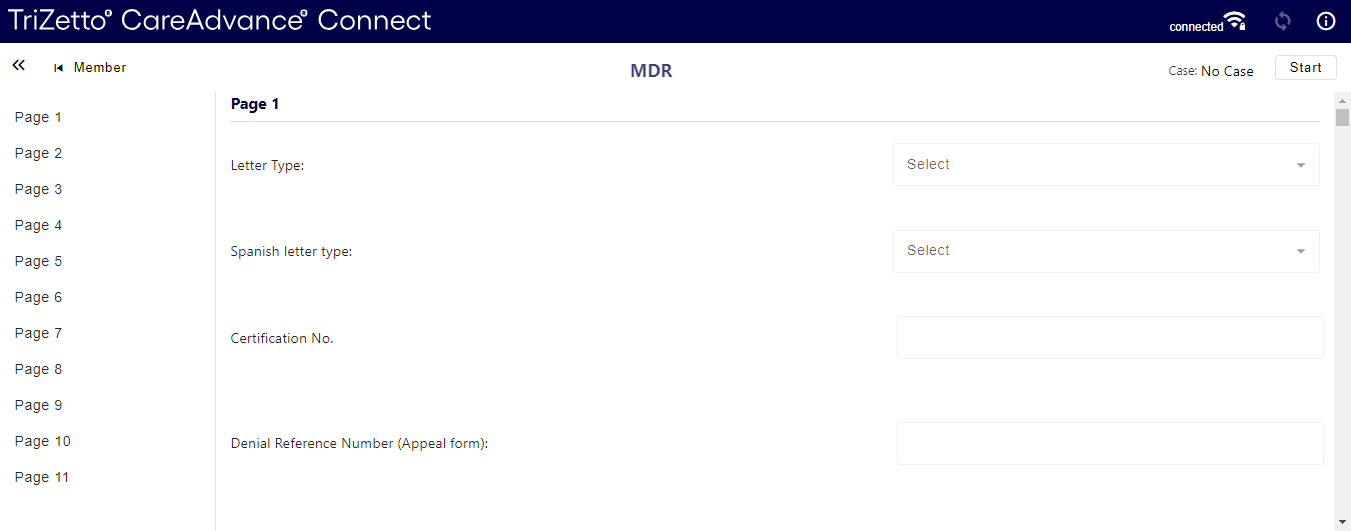 TriZetto® CareAdvance® Connect
connected
Member
MDR
Case: No Case
Start
Page 1
Page 2
Page 3
Page 4
Page 5
Page 6
Page 7
Page 8
Page 9
Page 10
Page 11
Page 1
Letter Type:
Select
Spanish letter type:
Select
Certification No.
Denial Reference Number (Appeal form):